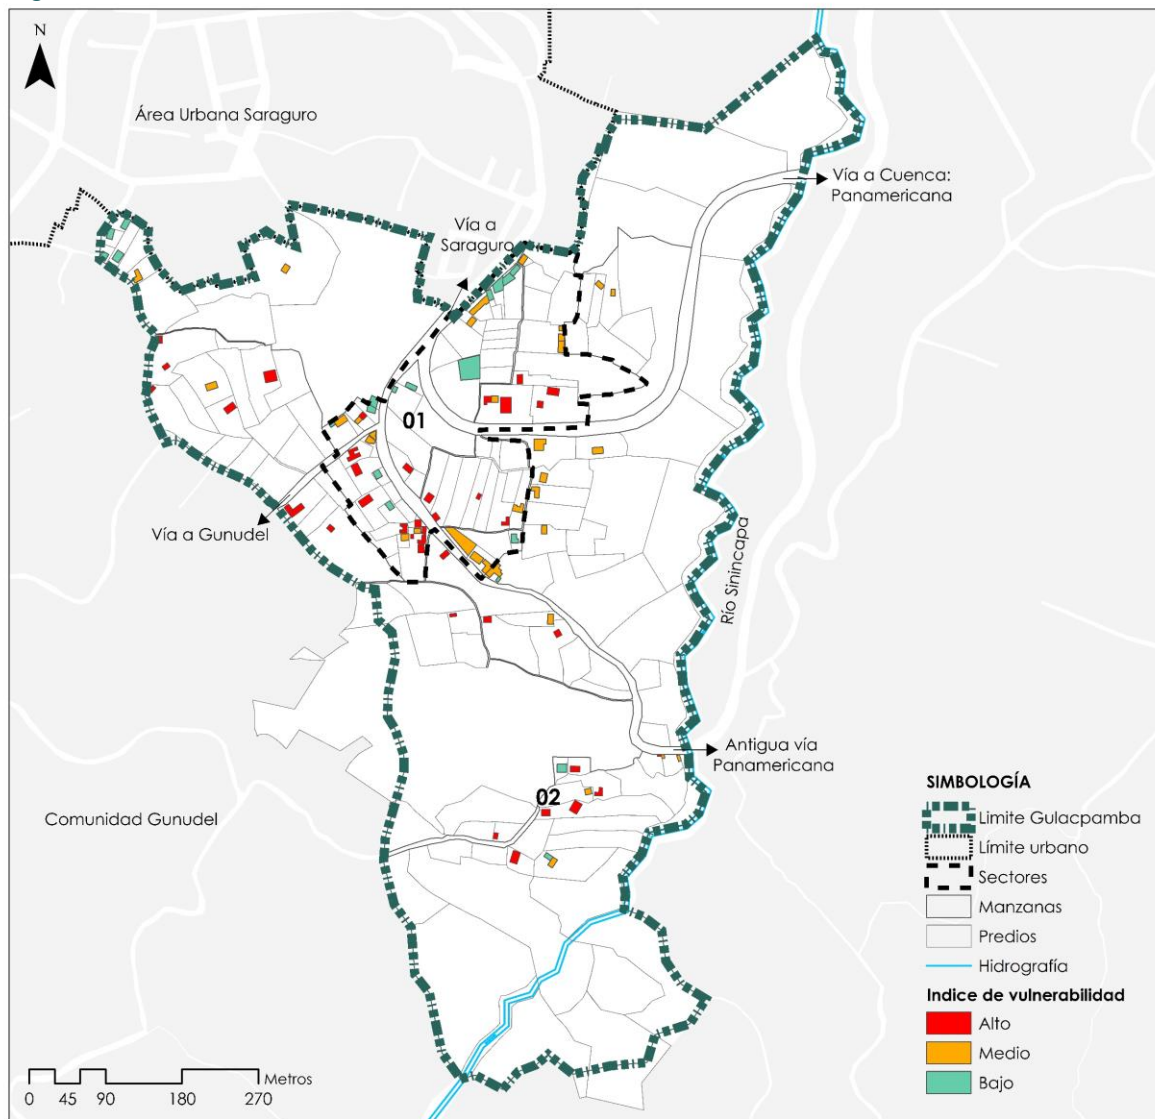 N
Área Urbana Saraguro
Vía a Cuenca:
Panamericana
Vía a
Saraguro
01
Vía a Gunudel
Río Sinincapa
Antigua vía
Panamericana
02
Comunidad Gunudel
SIMBOLOGÍA
Limite Gulacpamba
Límite urbano
Sectores
Manzanas
Predios
Hidrografía
Indice de vulnerabilidad
Alto
Medio
Bajo
Metros
0 45 90 180 270